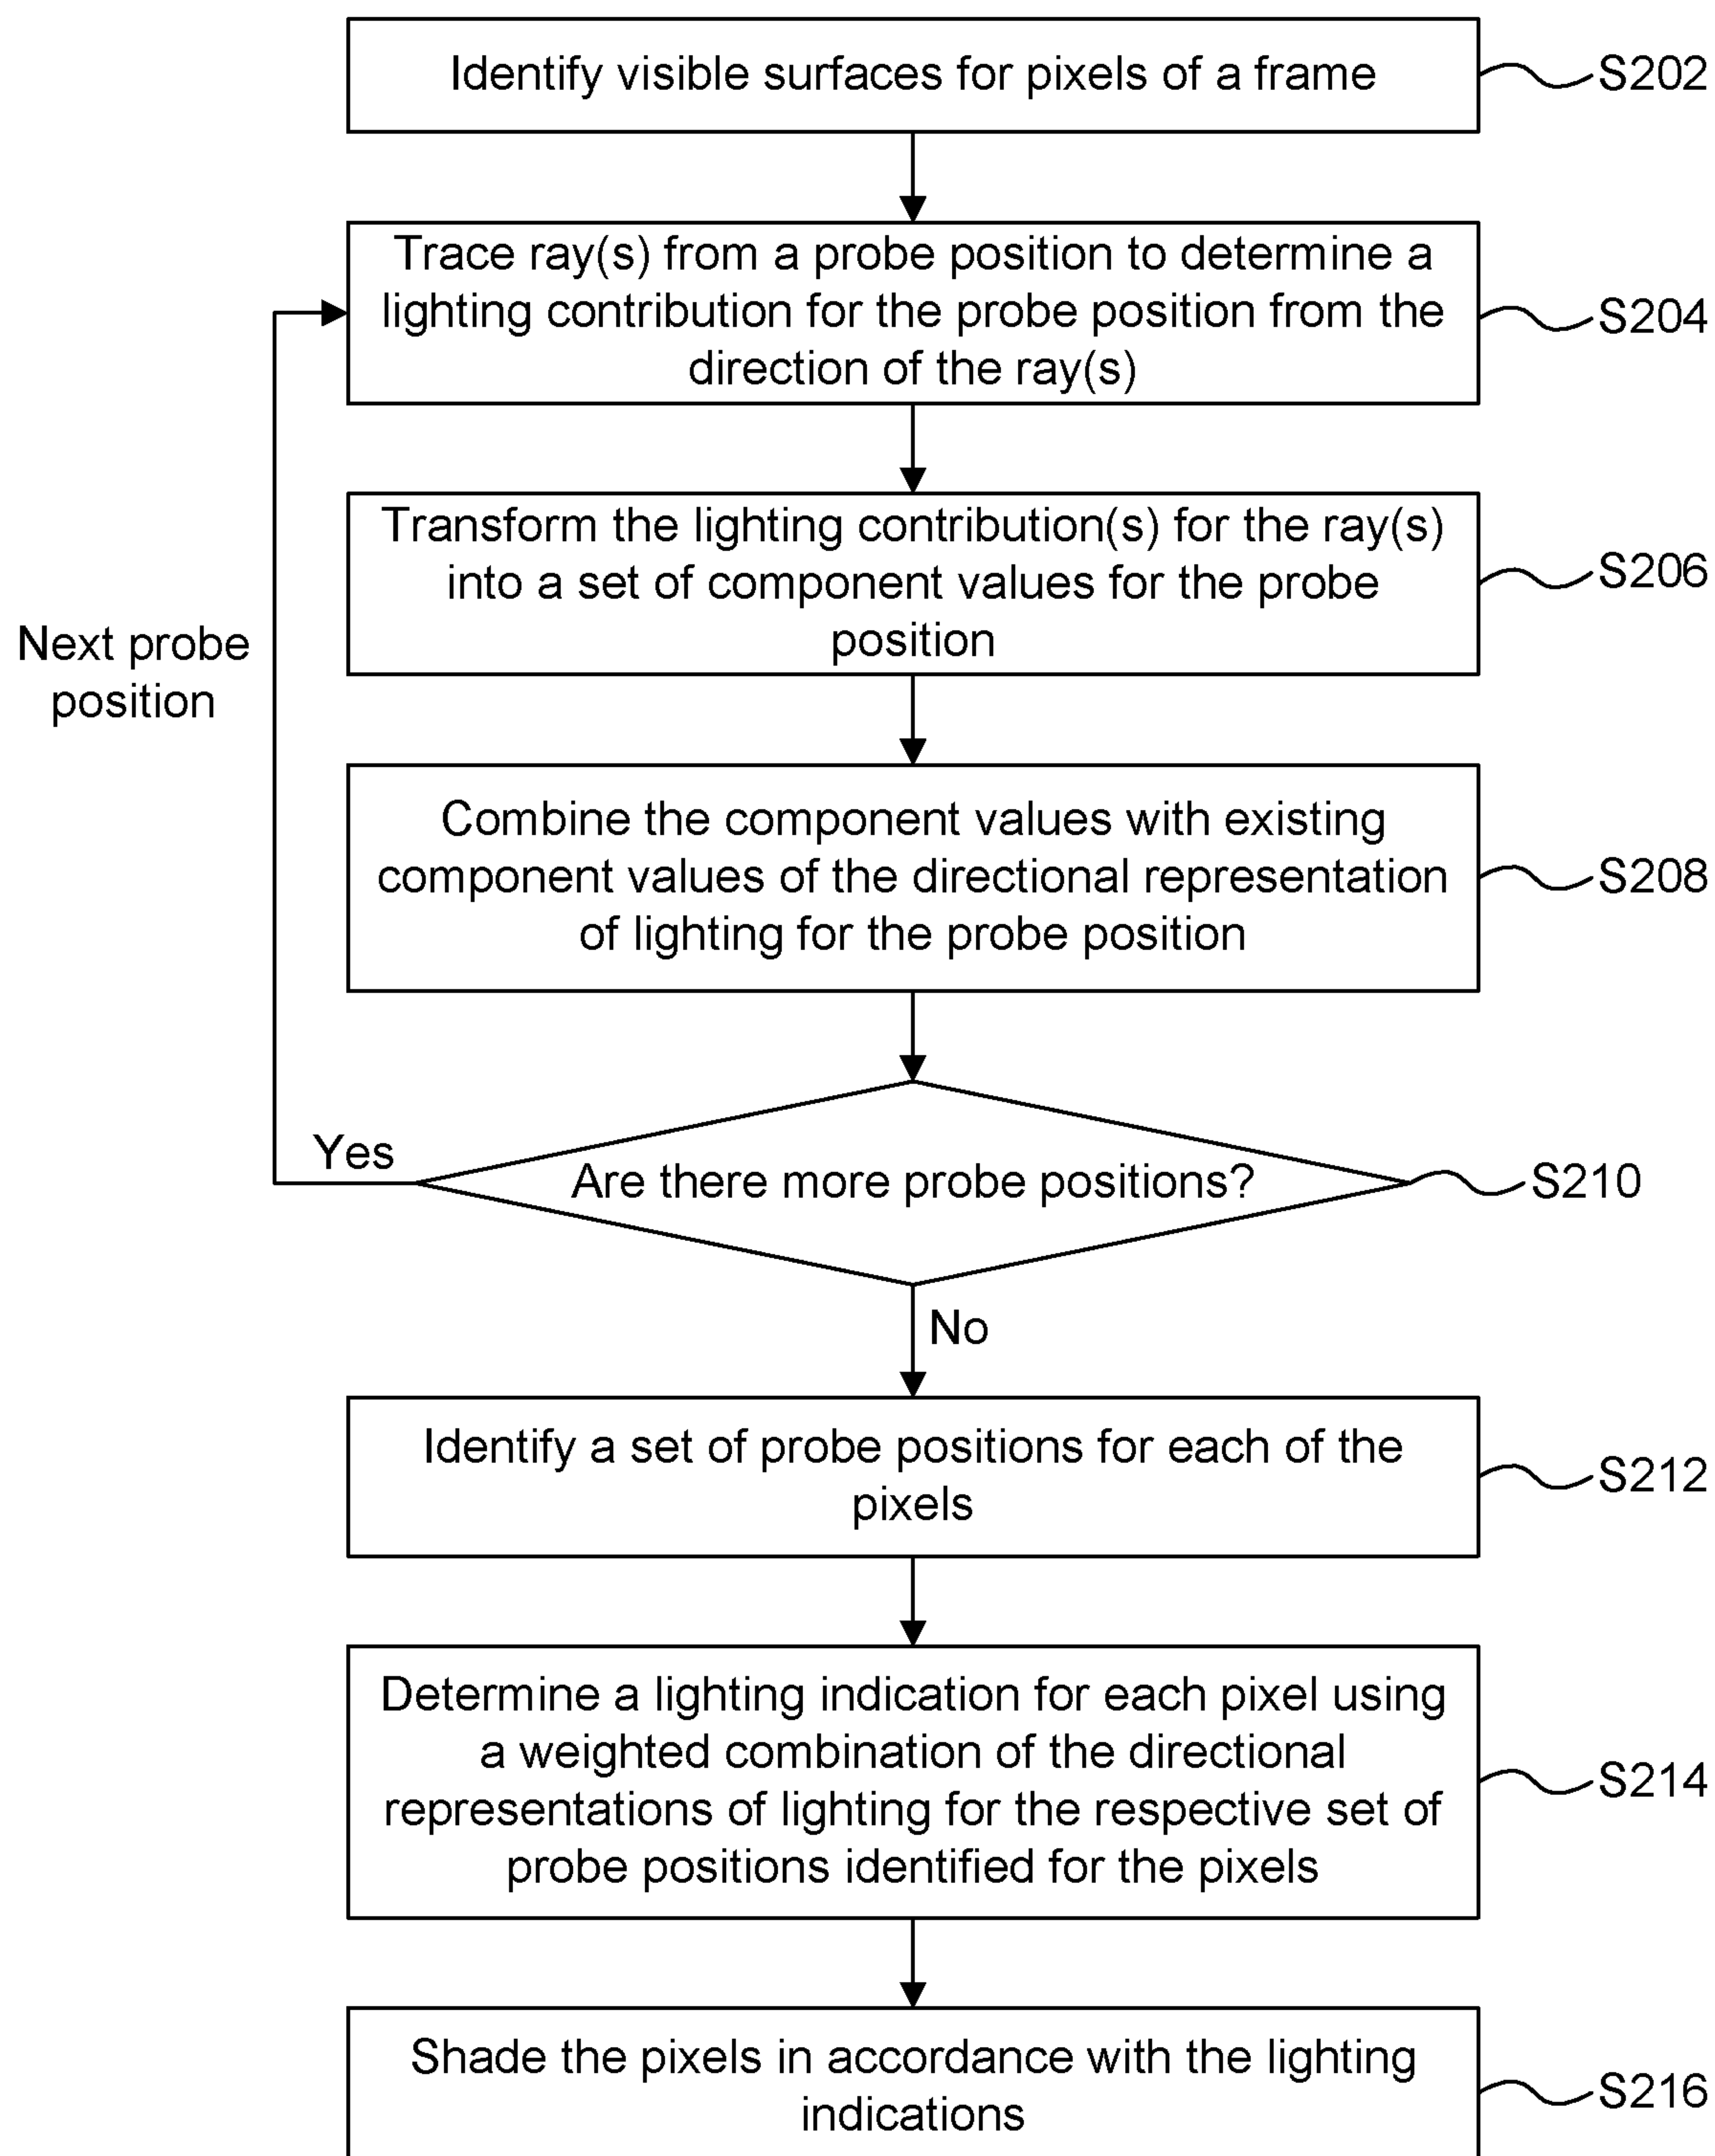 Identify visible surfaces for pixels of a frame
S202
Trace ray(s) from a probe position to determine a
lighting contribution for the probe position from the
direction of the ray(s)
S204
Transform the lighting contribution(s) for the ray(s)
into a set of component values for the probe
position
S206
Next probe
position
Combine the component values with existing
component values of the directional representation
of lighting for the probe position
S208
Yes
Are there more probe positions?
S210
No
Identify a set of probe positions for each of the
pixels
S212
Determine a lighting indication for each pixel using
a weighted combination of the directional
representations of lighting for the respective set of
probe positions identified for the pixels
S214
Shade the pixels in accordance with the lighting
indications
S216